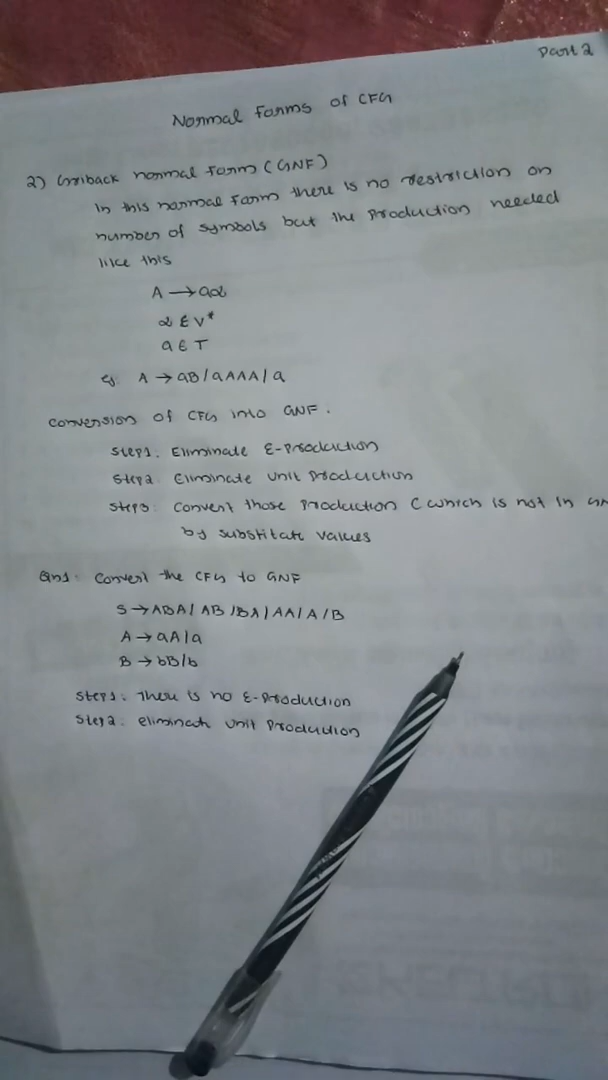 Part 2
Normal Forms of CFG
2) Griback normal form (GNF)
In this normal form there is no restriction on
number of symbols but the production needed
like this
A → aα
α ∈ V*
a ∈ T
eg. A → aB/aAAA/a
Conversion of CFG into GNF.
Step1: Eliminate ε-production
Step2 Eliminate unit production
Step3: Convert those production (which is not in GN
by substitute values
Qns: Convert the CFG to GNF
S → ABA/AB/BA/AA/A/B
A → aA/a
B → bB/b
Step1: There is no ε-production
Step2: eliminate unit production